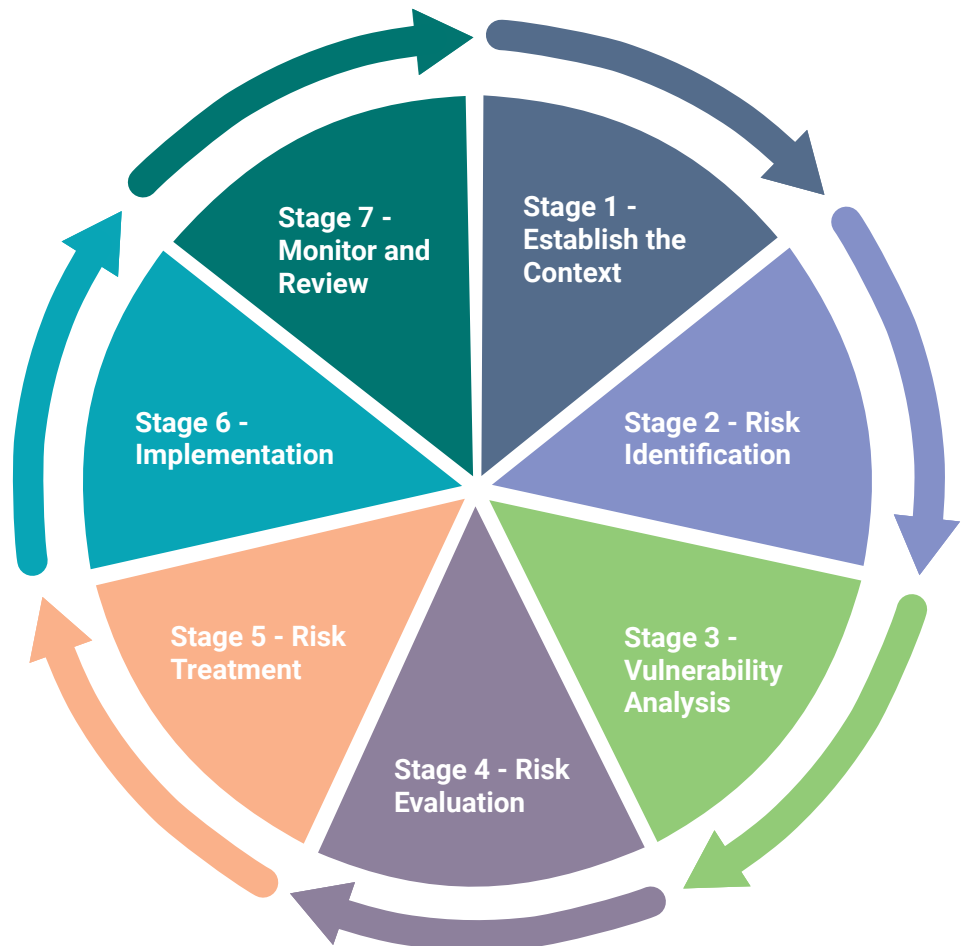 Stage 1 -
Establish the
Context
Stage 2 - Risk
Identification
Stage 3 -
Vulnerability
Analysis
Stage 4 - Risk
Evaluation
Stage 5 - Risk
Treatment
Stage 6 -
Implementation
Stage 7 -
Monitor and
Review